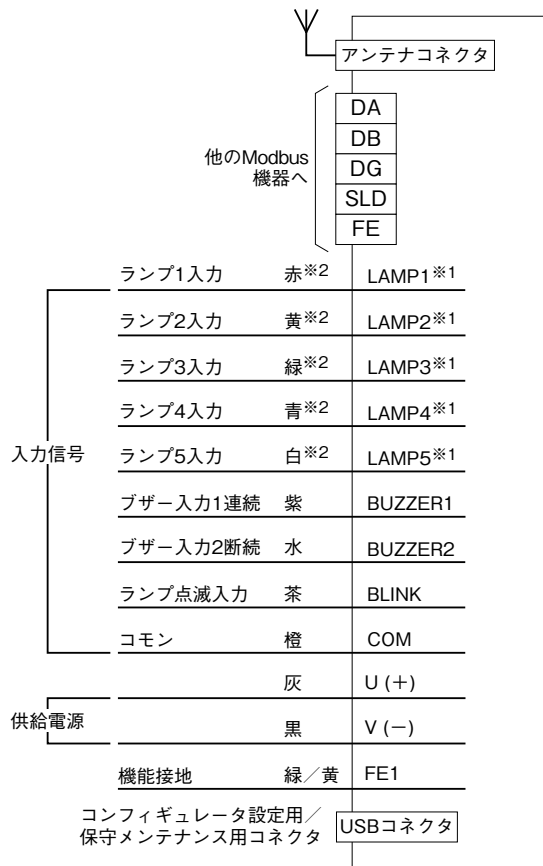 アンテナコネクタ
DA
DB
DG
SLD
FE
他のModbus
機器へ
ランプ1入力 赤※2 LAMP1※1
ランプ2入力 黄※2 LAMP2※1
ランプ3入力 緑※2 LAMP3※1
ランプ4入力 青※2 LAMP4※1
ランプ5入力 白※2 LAMP5※1
ブザー入力1連続 紫 BUZZER1
ブザー入力2断続 水 BUZZER2
ランプ点滅入力 茶 BLINK
コモン 橙 COM
入力信号
灰 U (+)
黒 V (-)
供給電源
機能接地 緑/黄 FE1
コンフィギュレータ設定用/
保守メンテナンス用コネクタ
USBコネクタ